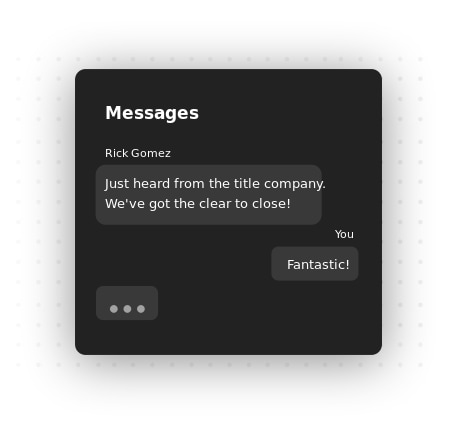 Messages
Rick Gomez
Just heard from the title company.
We've got the clear to close!
You
Fantastic!